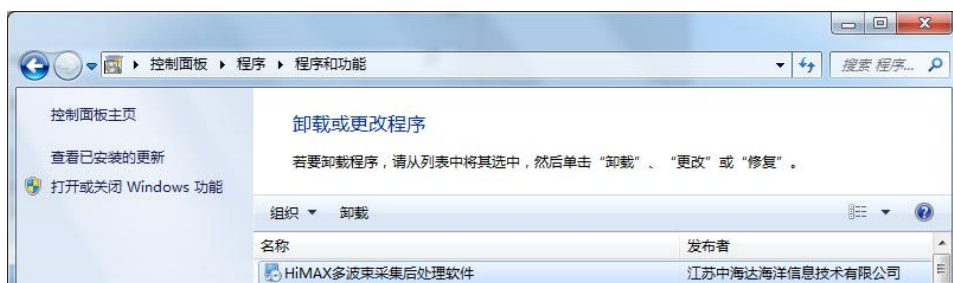 控制面板 ▸ 程序 ▸ 程序和功能
搜索 程序...
控制面板主页
查看已安装的更新
打开或关闭 Windows 功能
卸载或更改程序
若要卸载程序，请从列表中将其选中，然后单击“卸载”、“更改”或“修复”。
组织 卸载
名称 发布者
HiMAX多波束采集后处理软件 江苏中海达海洋信息技术有限公司